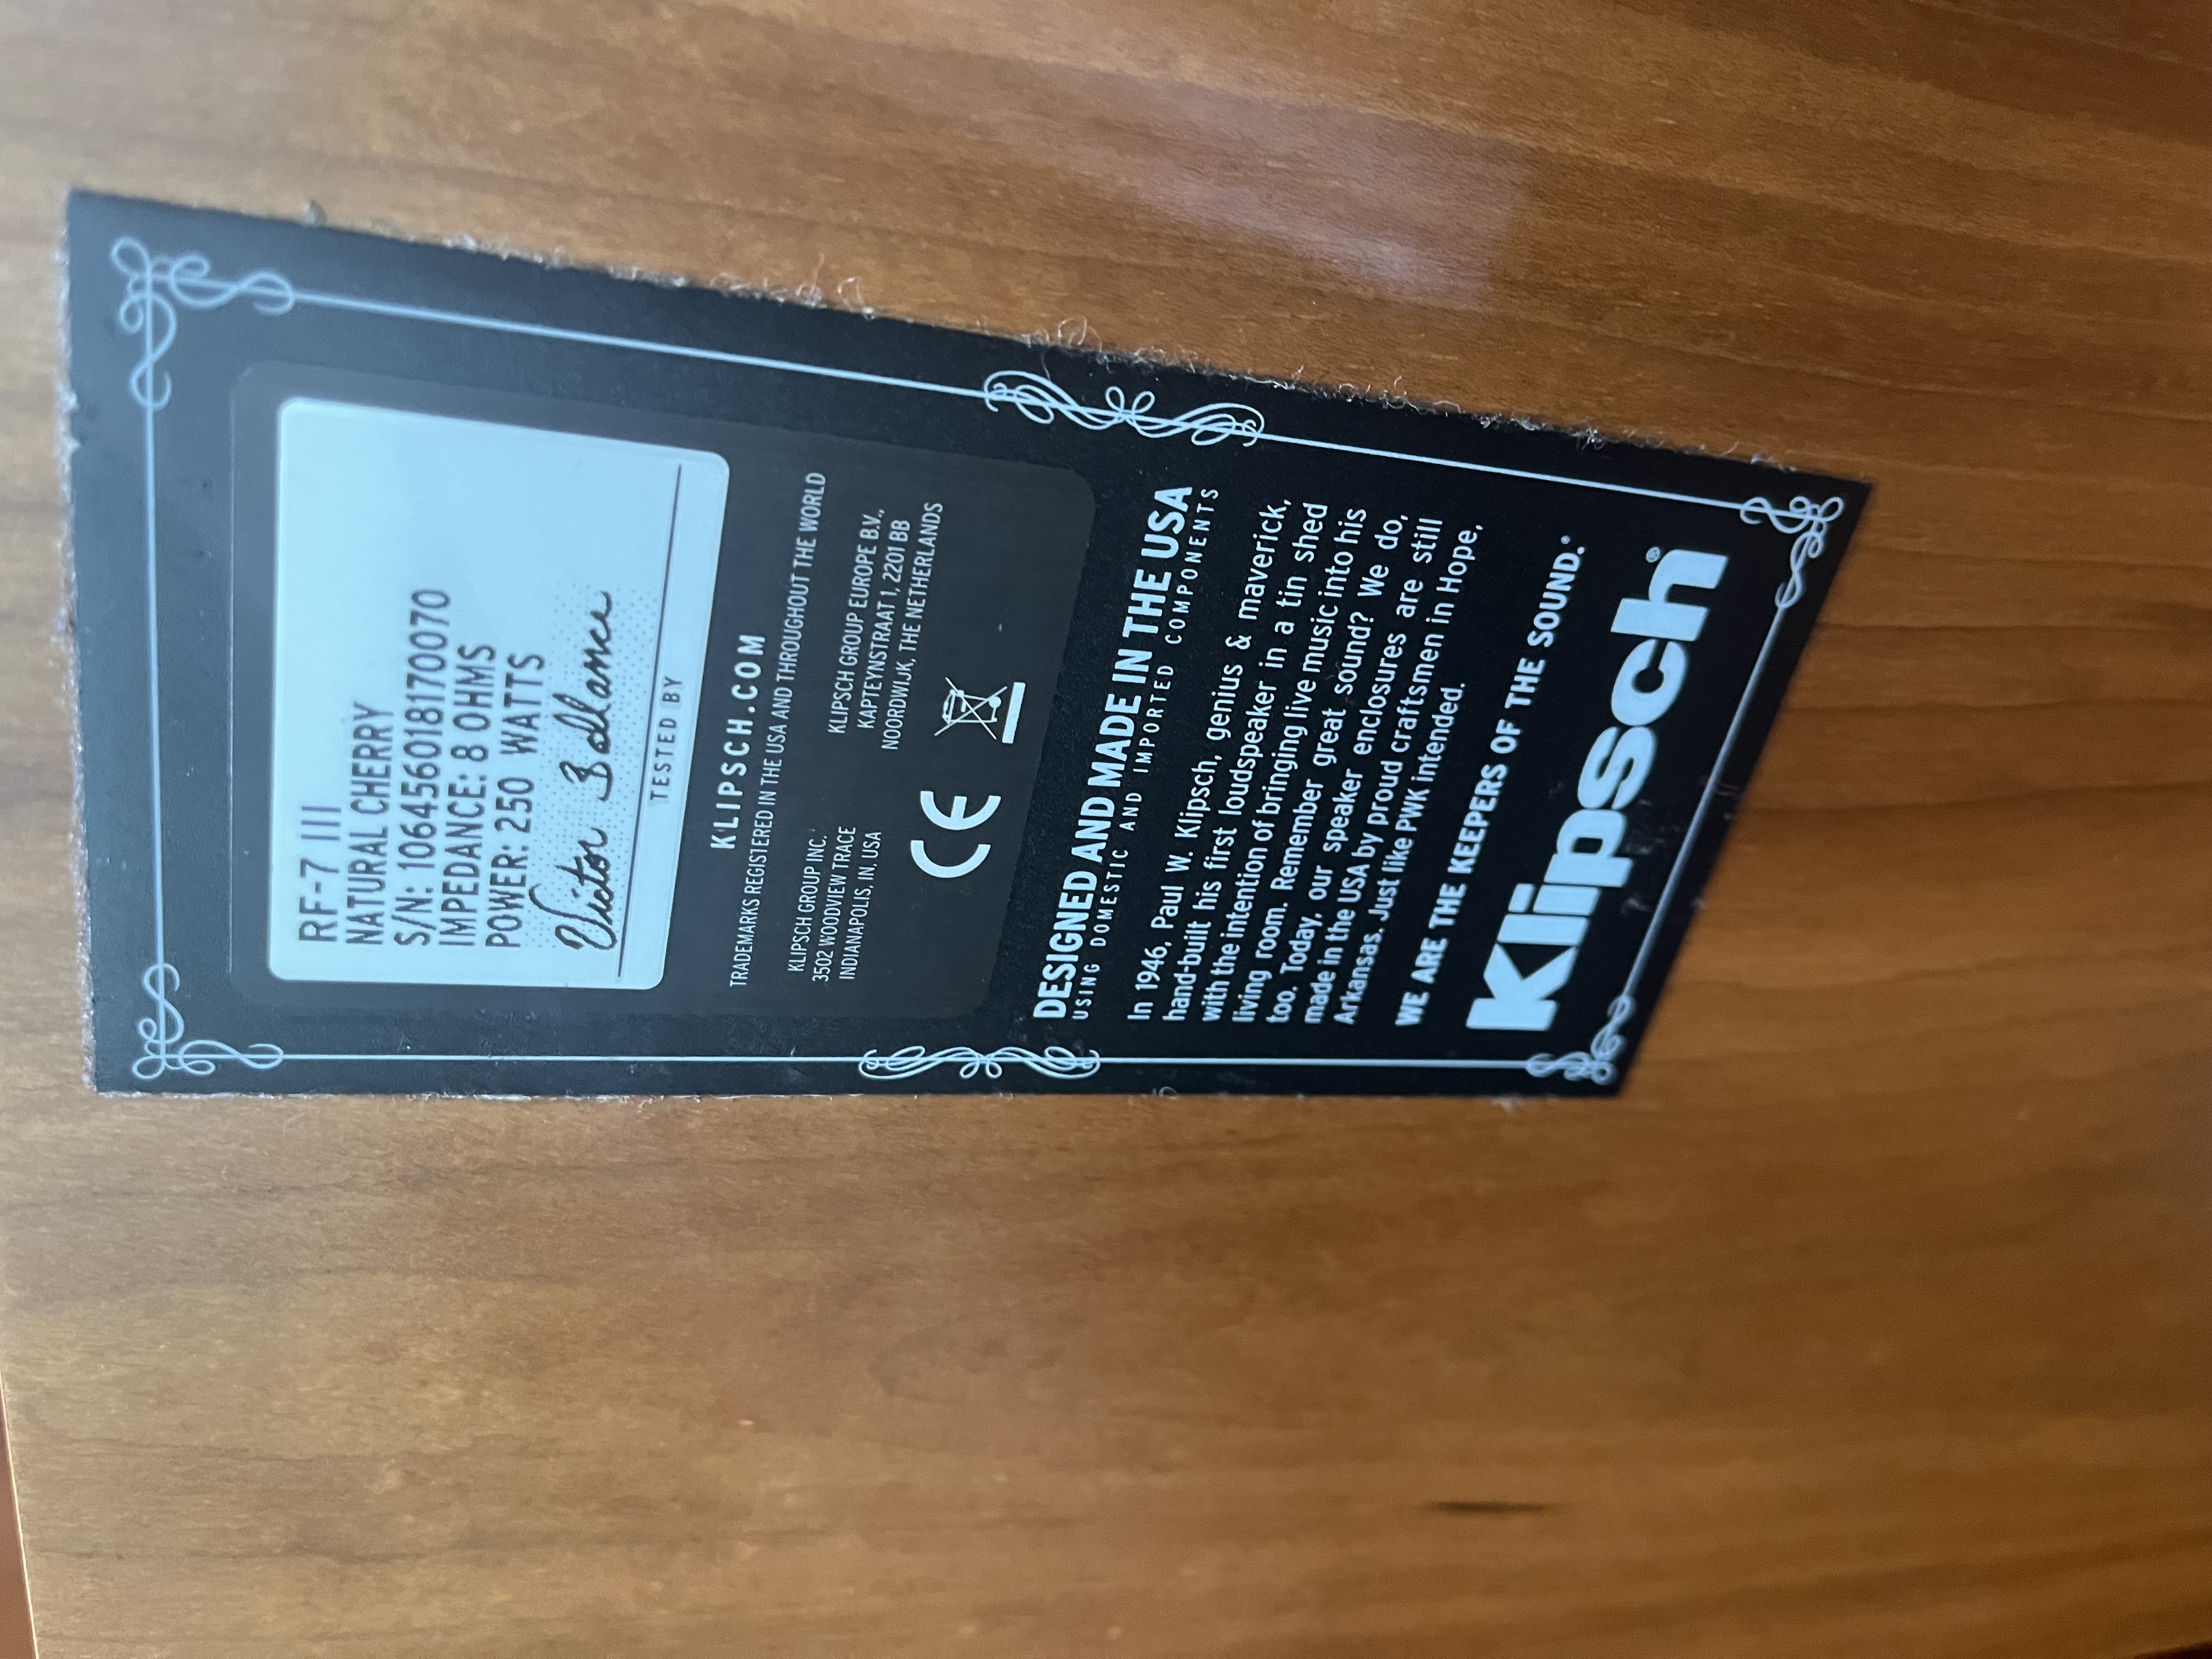 RF-7 III
NATURAL CHERRY
S/N: 106456018170070
IMPEDANCE: 8 OHMS
POWER: 250 WATTS
Victor
TESTED BY
KLIPSCH.COM
TRADEMARKS REGISTERED IN THE USA AND THROUGHOUT THE WORLD
KLIPSCH GROUP INC.
3502 WOODVIEW TRACE
INDIANAPOLIS, IN, USA
KLIPSCH GROUP EUROPE B.V.,
KAPTEYNSTRAAT 1, 2201 BB
NOORDWIJK, THE NETHERLANDS
CE
DESIGNED AND MADE IN THE USA
USING DOMESTIC AND IMPORTED COMPONENTS
In 1946, Paul W. Klipsch, genius & maverick,
hand-built his first loudspeaker in a tin shed
with the intention of bringing live music into his
living room. Remember great sound? We do,
too. Today, our speaker enclosures are still
made in the USA by proud craftsmen in Hope,
Arkansas. Just like PWK intended.
WE ARE THE KEEPERS OF THE SOUND.®
Klipsch®